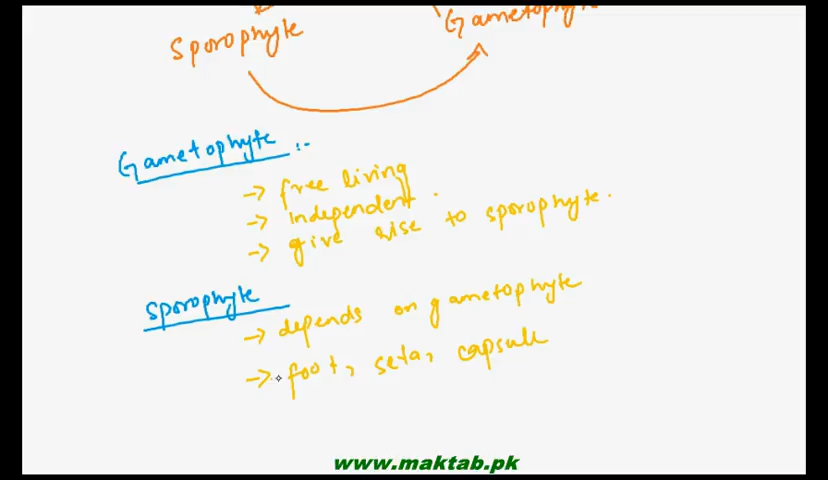 Sporophyte
Gametophyte
Gametophyte :-
→ free living
→ independent.
→ give rise to sporophyte.
Sporophyte
→ depends on gametophyte
→ foot, seta, capsule
www.maktab.pk